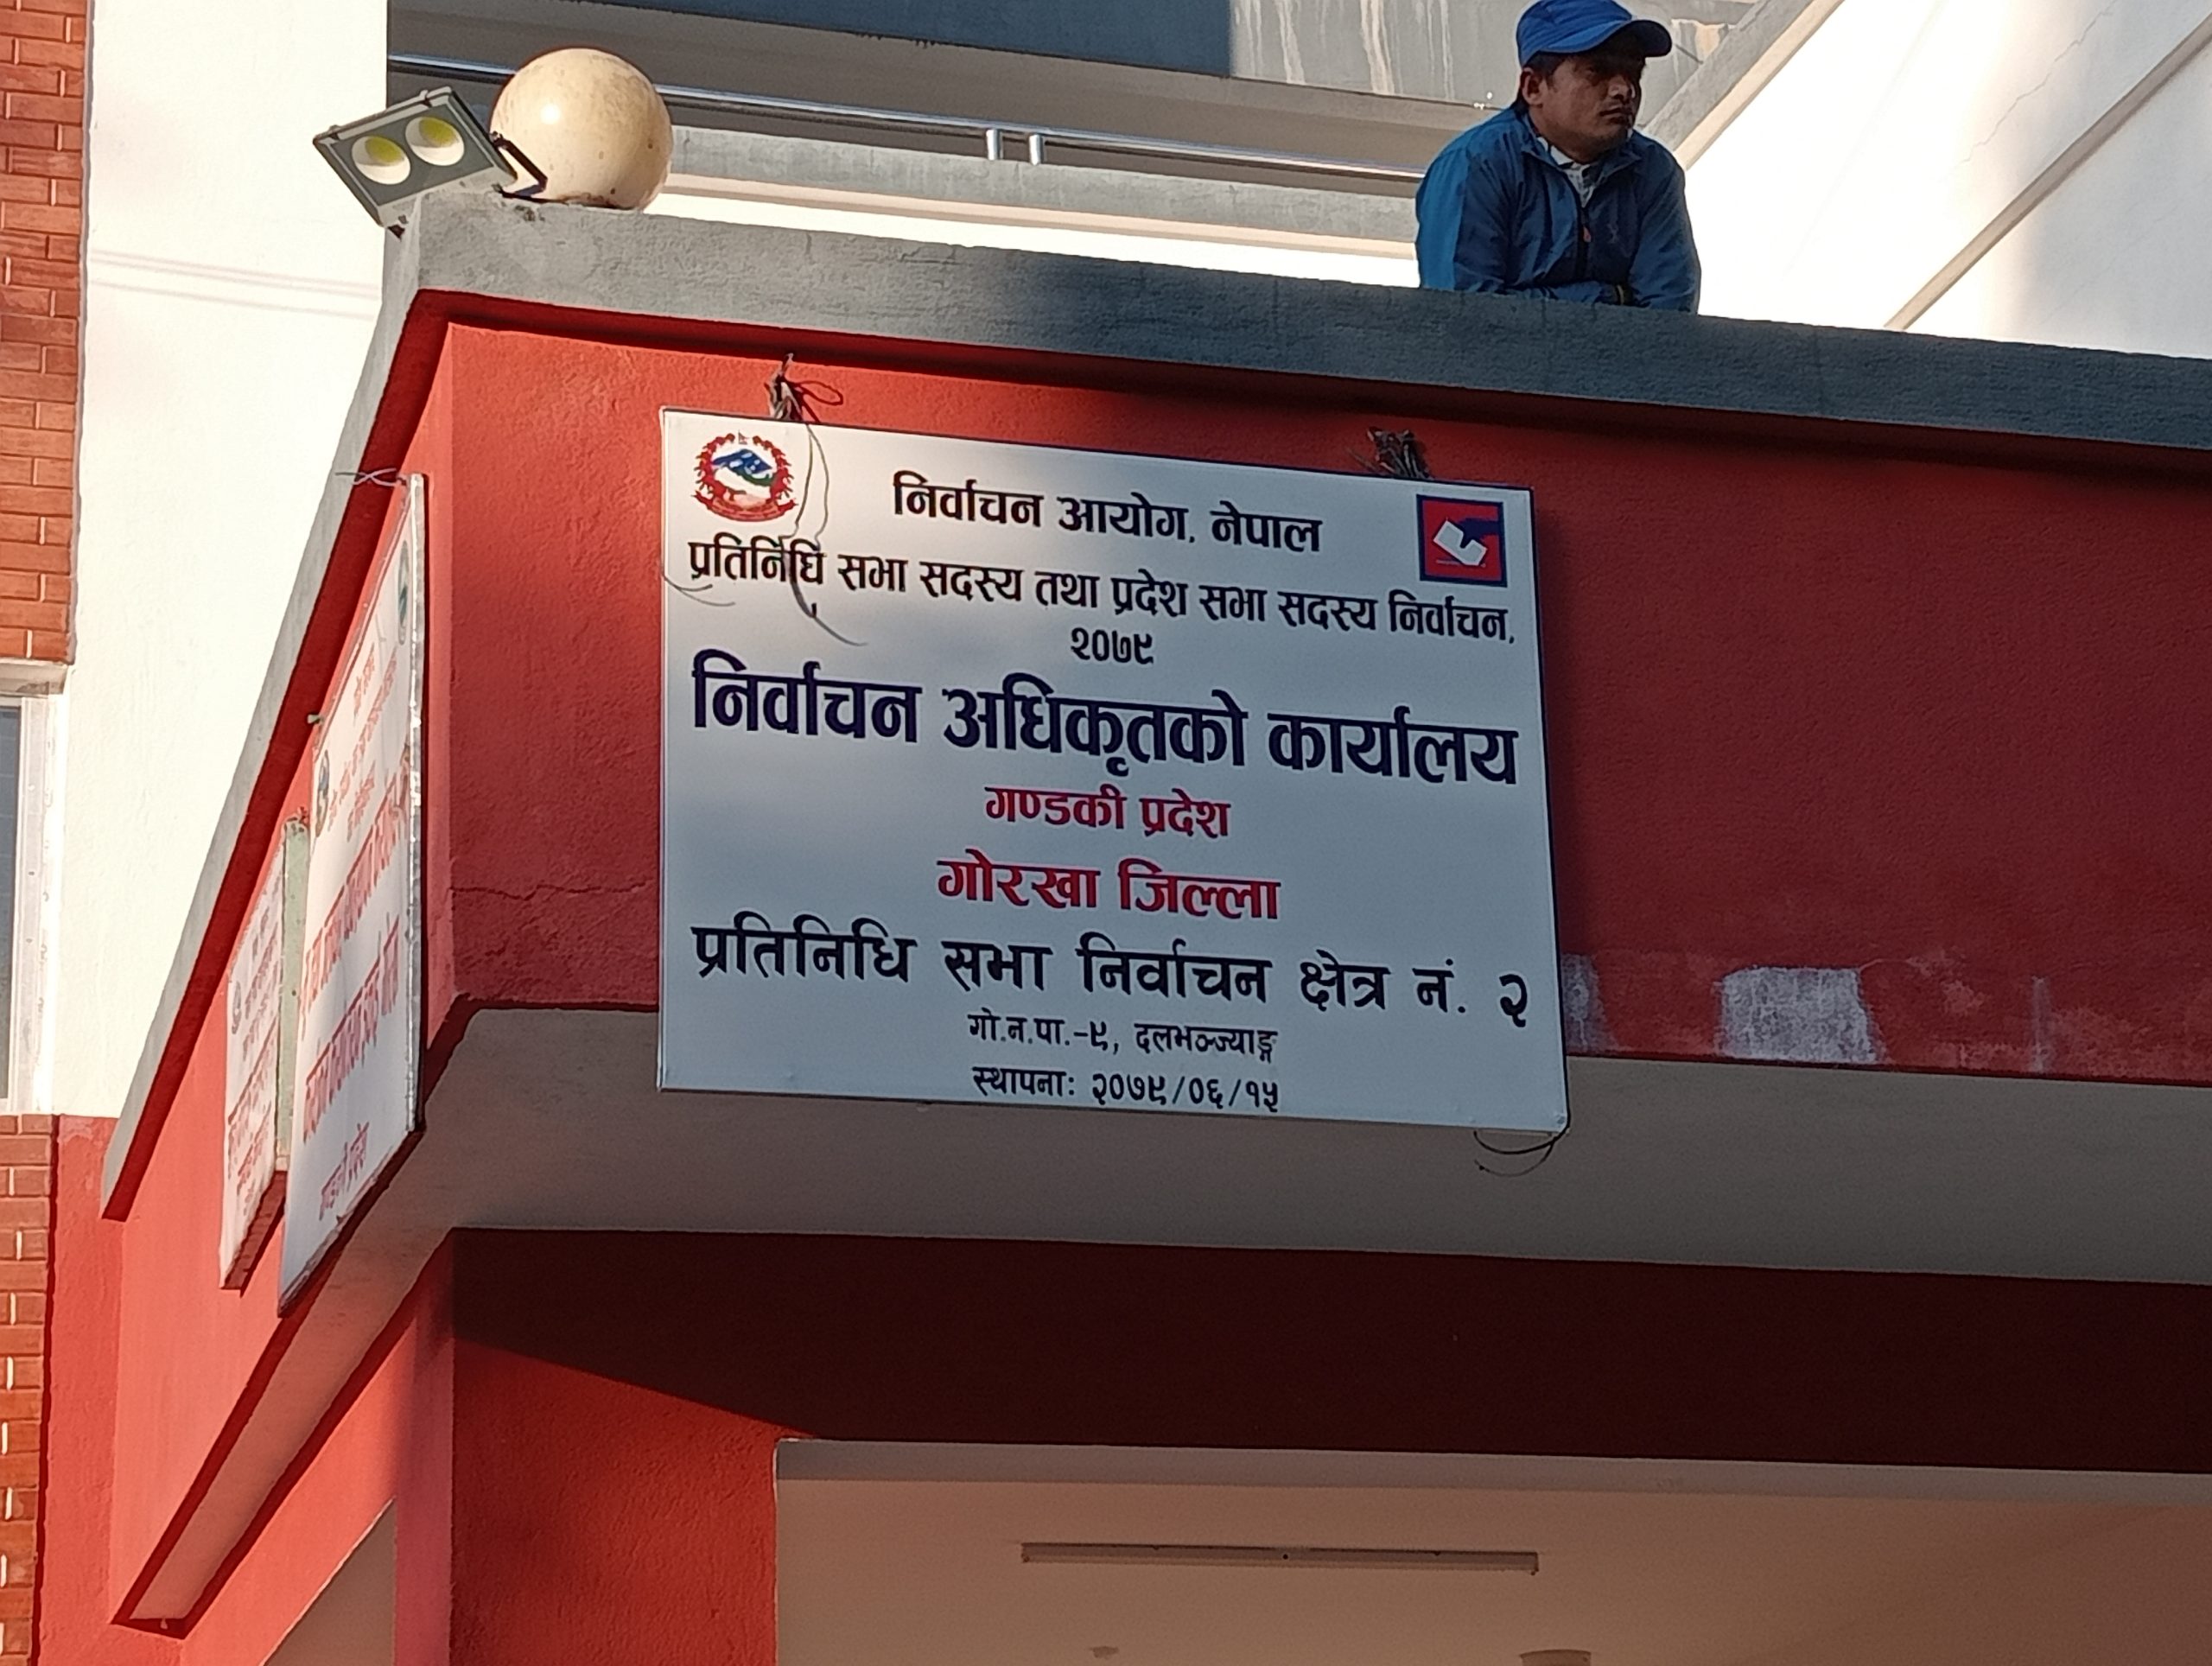 निर्वाचन आयोग, नेपाल
प्रतिनिधि सभा सदस्य तथा प्रदेश सभा सदस्य निर्वाचन,
२०७९
निर्वाचन अधिकृतको कार्यालय
गण्डकी प्रदेश
गोरखा जिल्ला
प्रतिनिधि सभा निर्वाचन क्षेत्र नं. २
गो.न.पा.-९, दलभञ्ज्याङ्ग
स्थापनाः २०७९/०६/१५